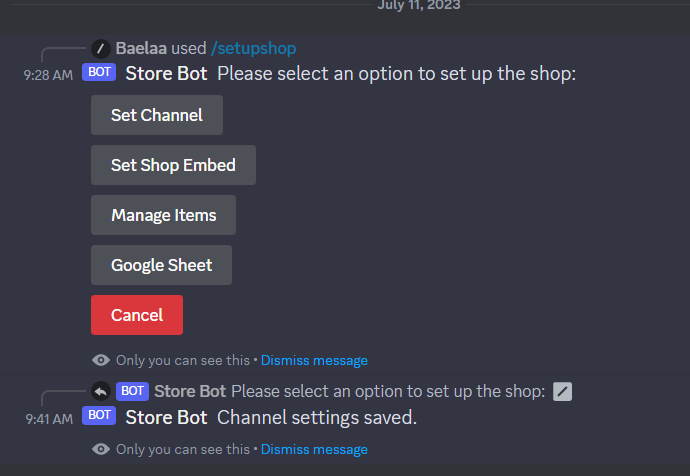 July 11, 2023
Baelaa used /setupshop
9:28 AM BOT Store Bot Please select an option to set up the shop:
Set Channel
Set Shop Embed
Manage Items
Google Sheet
Cancel
Only you can see this • Dismiss message
BOT Store Bot Please select an option to set up the shop:
9:41 AM BOT Store Bot Channel settings saved.
Only you can see this • Dismiss message